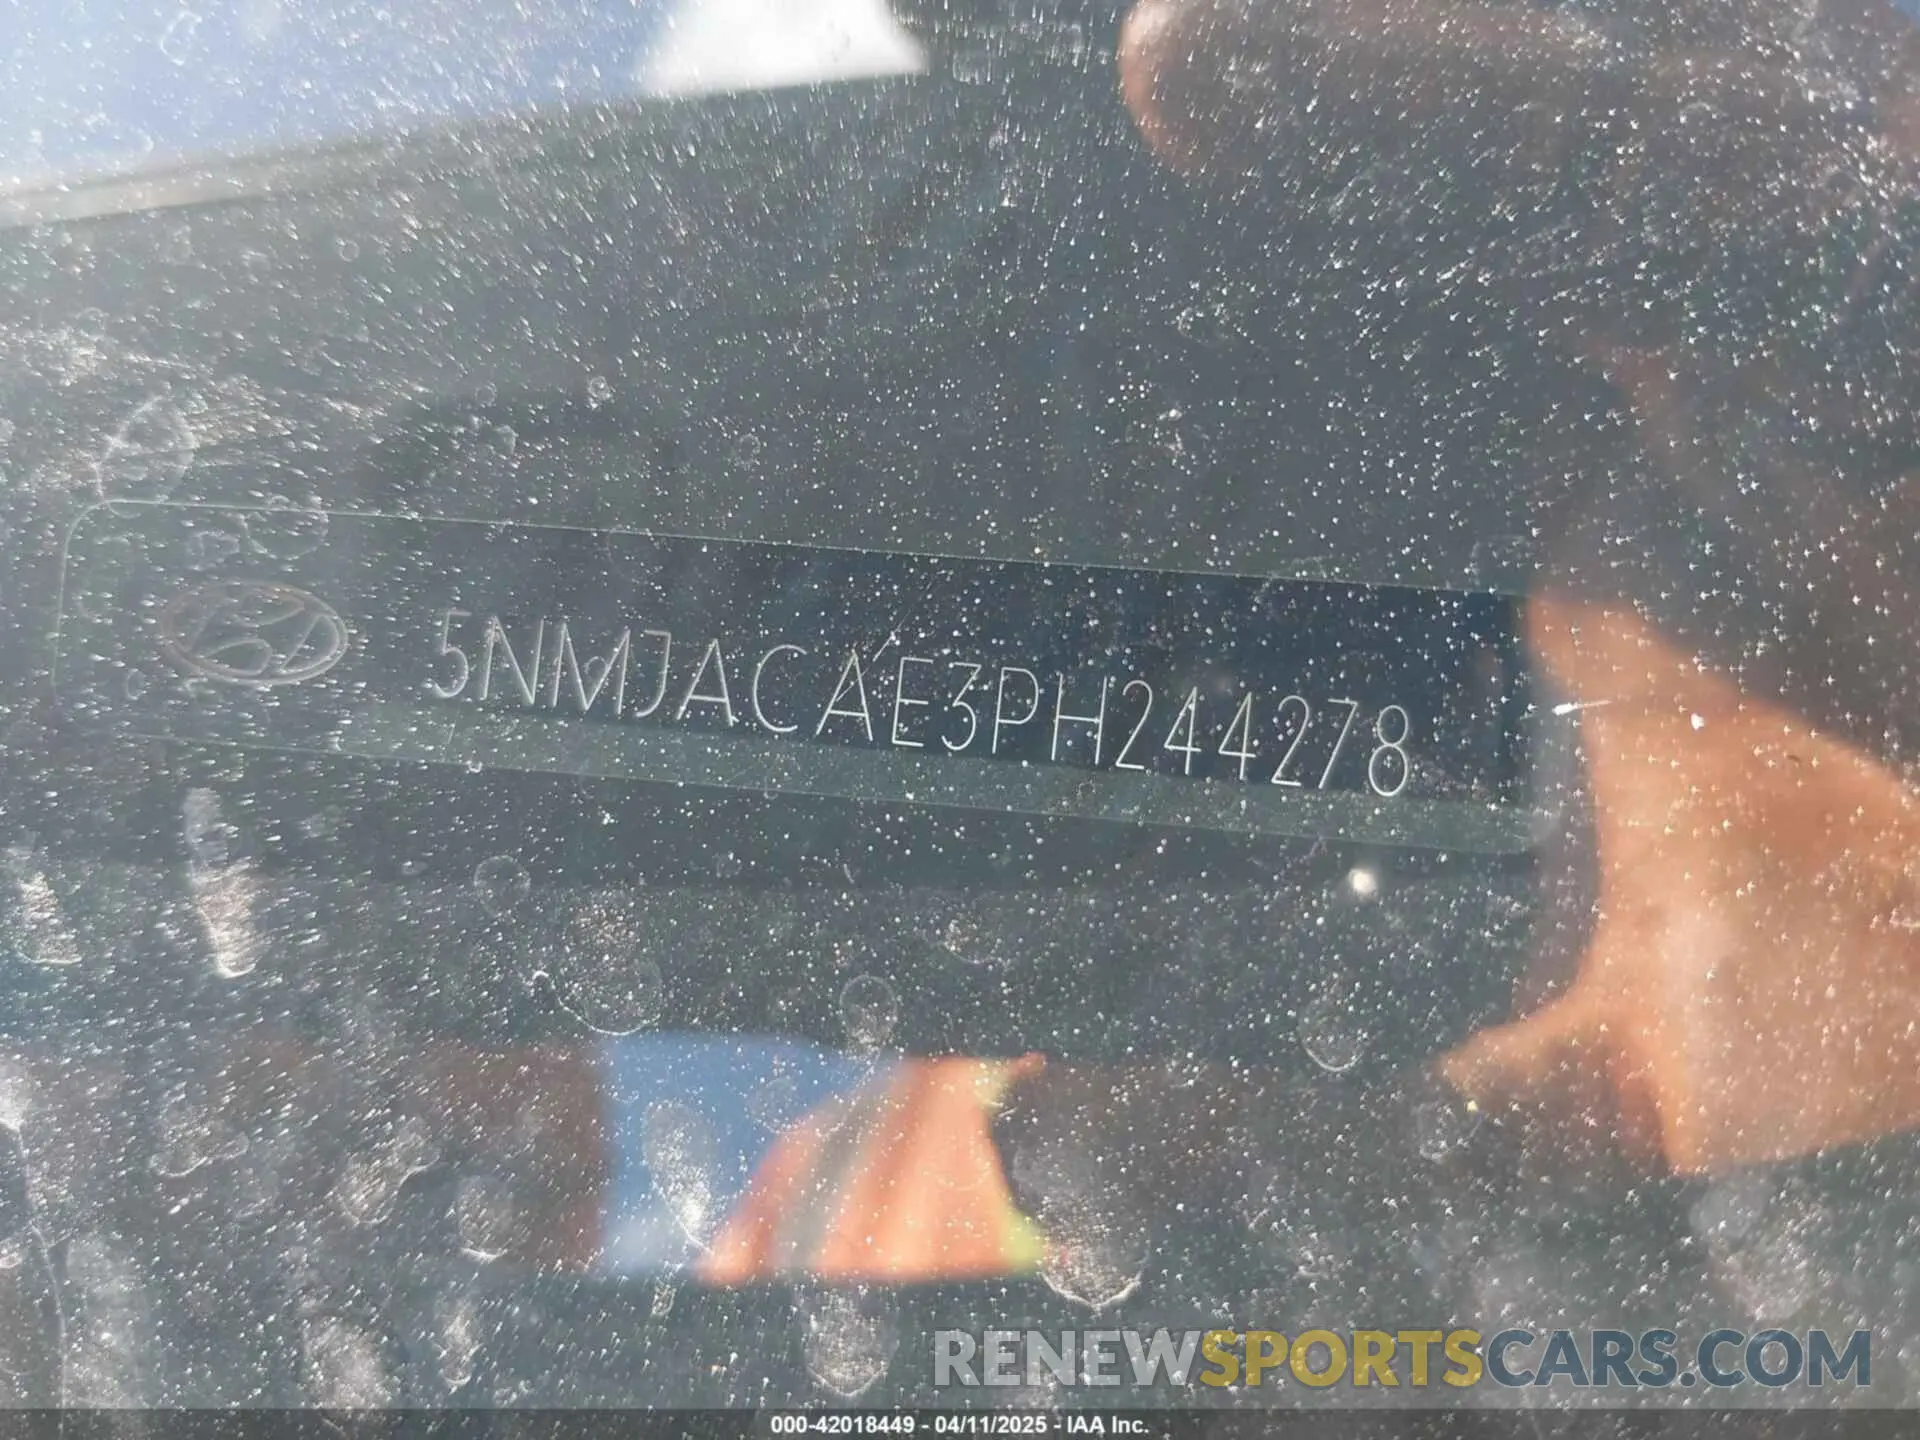 5NMJACAE3PH244278
RENEWSPORTSCARS.COM
000-42018449 - 04/11/2025 - IAA Inc.